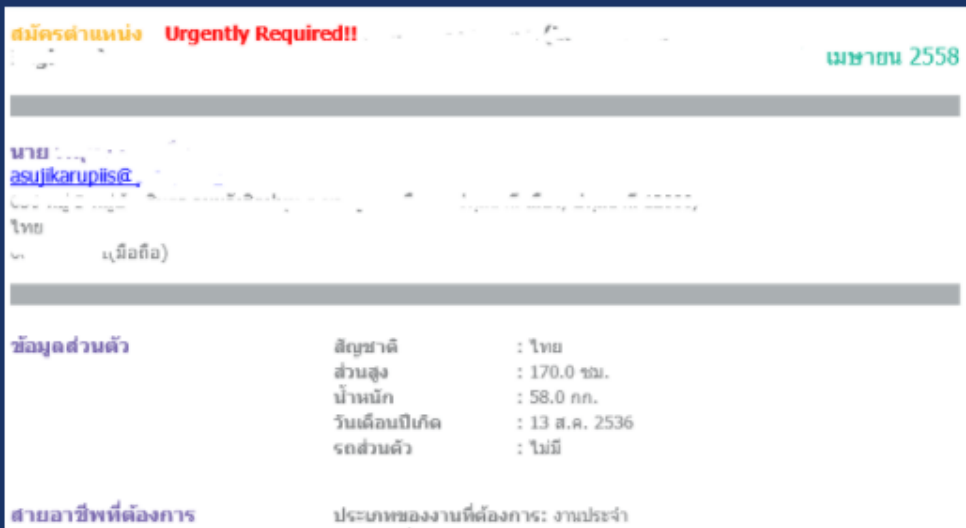 สมัครตำแหน่ง Urgently Required!!
เมษายน 2558
นาย
asujikarupiis@
ไทย
(มือถือ)
ข้อมูลส่วนตัว สัญชาติ : ไทย
ส่วนสูง : 170.0 ซม.
น้ำหนัก : 58.0 กก.
วันเดือนปีเกิด : 13 ส.ค. 2536
รถส่วนตัว : ไม่มี
สายอาชีพที่ต้องการ ประเภทของงานที่ต้องการ: งานประจำ